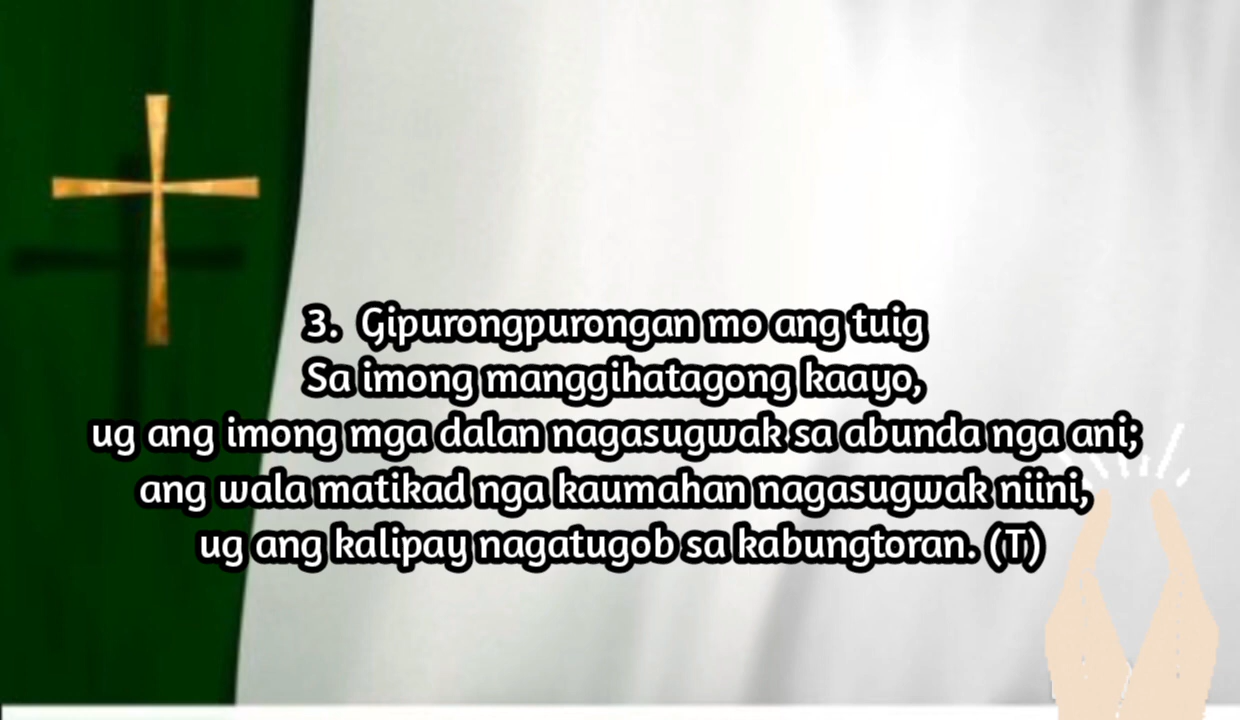 3. Gipurongpurongan mo ang tuig
Sa imong manggihatagong kaayo,
ug ang imong mga dalan nagasugwak sa abunda nga ani;
ang wala matikad nga kaumahan nagasugwak niini,
ug ang kalipay nagatugob sa kabungtoran. (T)